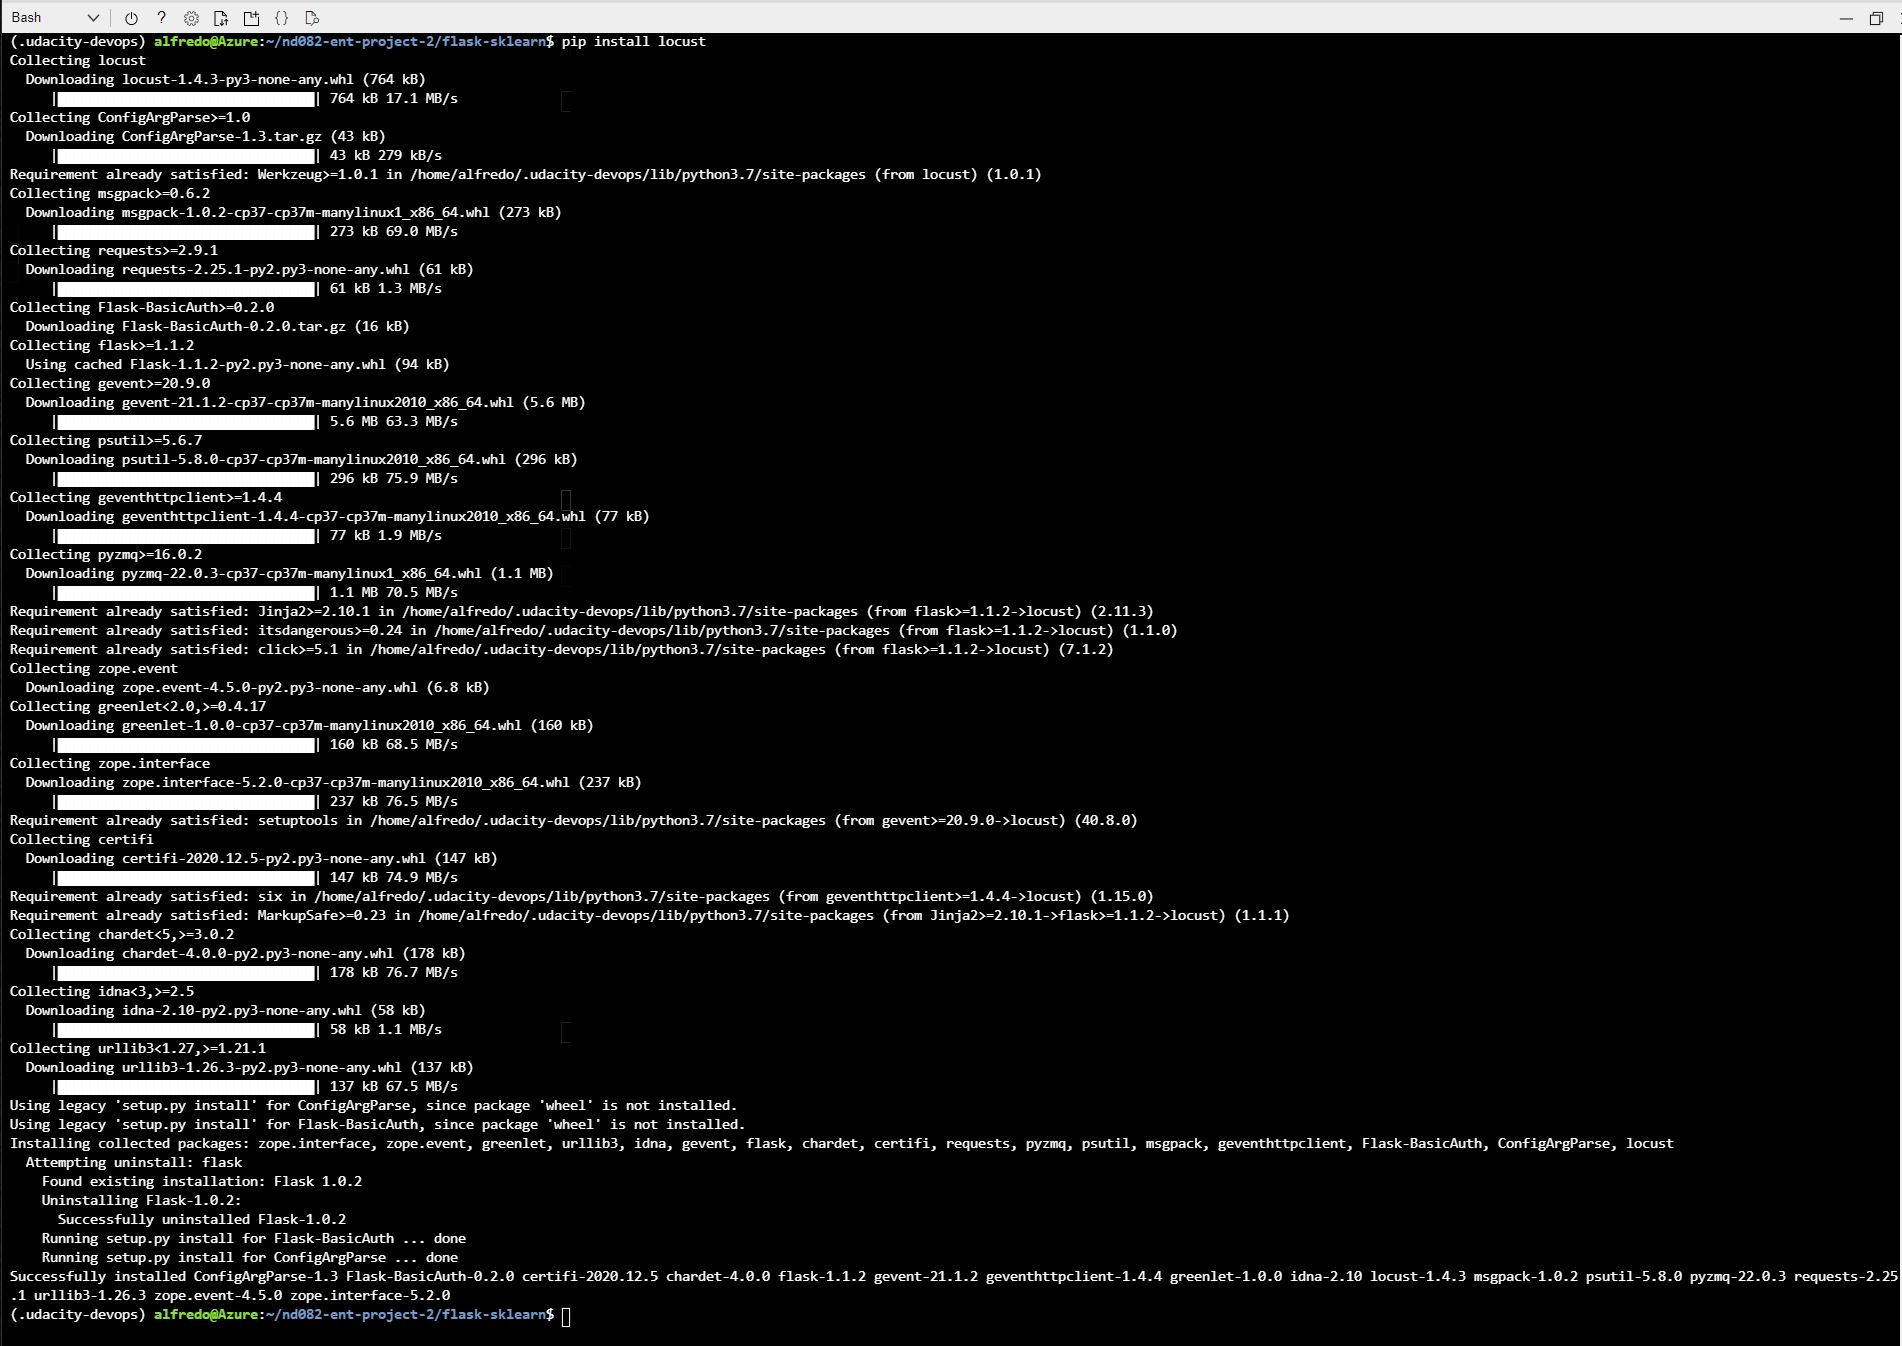 Bash
(.udacity-devops) alfredo@Azure:~/nd082-ent-project-2/flask-sklearn$ pip install locust
Collecting locust
  Downloading locust-1.4.3-py3-none-any.whl (764 kB)
     |████████████████████████████████| 764 kB 17.1 MB/s
Collecting ConfigArgParse>=1.0
  Downloading ConfigArgParse-1.3.tar.gz (43 kB)
     |████████████████████████████████| 43 kB 279 kB/s
Requirement already satisfied: Werkzeug>=1.0.1 in /home/alfredo/.udacity-devops/lib/python3.7/site-packages (from locust) (1.0.1)
Collecting msgpack>=0.6.2
  Downloading msgpack-1.0.2-cp37-cp37m-manylinux1_x86_64.whl (273 kB)
     |████████████████████████████████| 273 kB 69.0 MB/s
Collecting requests>=2.9.1
  Downloading requests-2.25.1-py2.py3-none-any.whl (61 kB)
     |████████████████████████████████| 61 kB 1.3 MB/s
Collecting Flask-BasicAuth>=0.2.0
  Downloading Flask-BasicAuth-0.2.0.tar.gz (16 kB)
Collecting flask>=1.1.2
  Using cached Flask-1.1.2-py2.py3-none-any.whl (94 kB)
Collecting gevent>=20.9.0
  Downloading gevent-21.1.2-cp37-cp37m-manylinux2010_x86_64.whl (5.6 MB)
     |████████████████████████████████| 5.6 MB 63.3 MB/s
Collecting psutil>=5.6.7
  Downloading psutil-5.8.0-cp37-cp37m-manylinux2010_x86_64.whl (296 kB)
     |████████████████████████████████| 296 kB 75.9 MB/s
Collecting geventhttpclient>=1.4.4
  Downloading geventhttpclient-1.4.4-cp37-cp37m-manylinux2010_x86_64.whl (77 kB)
     |████████████████████████████████| 77 kB 1.9 MB/s
Collecting pyzmq>=16.0.2
  Downloading pyzmq-22.0.3-cp37-cp37m-manylinux1_x86_64.whl (1.1 MB)
     |████████████████████████████████| 1.1 MB 70.5 MB/s
Requirement already satisfied: Jinja2>=2.10.1 in /home/alfredo/.udacity-devops/lib/python3.7/site-packages (from flask>=1.1.2->locust) (2.11.3)
Requirement already satisfied: itsdangerous>=0.24 in /home/alfredo/.udacity-devops/lib/python3.7/site-packages (from flask>=1.1.2->locust) (1.1.0)
Requirement already satisfied: click>=5.1 in /home/alfredo/.udacity-devops/lib/python3.7/site-packages (from flask>=1.1.2->locust) (7.1.2)
Collecting zope.event
  Downloading zope.event-4.5.0-py2.py3-none-any.whl (6.8 kB)
Collecting greenlet<2.0,>=0.4.17
  Downloading greenlet-1.0.0-cp37-cp37m-manylinux2010_x86_64.whl (160 kB)
     |████████████████████████████████| 160 kB 68.5 MB/s
Collecting zope.interface
  Downloading zope.interface-5.2.0-cp37-cp37m-manylinux2010_x86_64.whl (237 kB)
     |████████████████████████████████| 237 kB 76.5 MB/s
Requirement already satisfied: setuptools in /home/alfredo/.udacity-devops/lib/python3.7/site-packages (from gevent>=20.9.0->locust) (40.8.0)
Collecting certifi
  Downloading certifi-2020.12.5-py2.py3-none-any.whl (147 kB)
     |████████████████████████████████| 147 kB 74.9 MB/s
Requirement already satisfied: six in /home/alfredo/.udacity-devops/lib/python3.7/site-packages (from geventhttpclient>=1.4.4->locust) (1.15.0)
Requirement already satisfied: MarkupSafe>=0.23 in /home/alfredo/.udacity-devops/lib/python3.7/site-packages (from Jinja2>=2.10.1->flask>=1.1.2->locust) (1.1.1)
Collecting chardet<5,>=3.0.2
  Downloading chardet-4.0.0-py2.py3-none-any.whl (178 kB)
     |████████████████████████████████| 178 kB 76.7 MB/s
Collecting idna<3,>=2.5
  Downloading idna-2.10-py2.py3-none-any.whl (58 kB)
     |████████████████████████████████| 58 kB 1.1 MB/s
Collecting urllib3<1.27,>=1.21.1
  Downloading urllib3-1.26.3-py2.py3-none-any.whl (137 kB)
     |████████████████████████████████| 137 kB 67.5 MB/s
Using legacy 'setup.py install' for ConfigArgParse, since package 'wheel' is not installed.
Using legacy 'setup.py install' for Flask-BasicAuth, since package 'wheel' is not installed.
Installing collected packages: zope.interface, zope.event, greenlet, urllib3, idna, gevent, flask, chardet, certifi, requests, pyzmq, psutil, msgpack, geventhttpclient, Flask-BasicAuth, ConfigArgParse, locust
  Attempting uninstall: flask
    Found existing installation: Flask 1.0.2
    Uninstalling Flask-1.0.2:
      Successfully uninstalled Flask-1.0.2
    Running setup.py install for Flask-BasicAuth ... done
    Running setup.py install for ConfigArgParse ... done
Successfully installed ConfigArgParse-1.3 Flask-BasicAuth-0.2.0 certifi-2020.12.5 chardet-4.0.0 flask-1.1.2 gevent-21.1.2 geventhttpclient-1.4.4 greenlet-1.0.0 idna-2.10 locust-1.4.3 msgpack-1.0.2 psutil-5.8.0 pyzmq-22.0.3 requests-2.25
.1 urllib3-1.26.3 zope.event-4.5.0 zope.interface-5.2.0
(.udacity-devops) alfredo@Azure:~/nd082-ent-project-2/flask-sklearn$